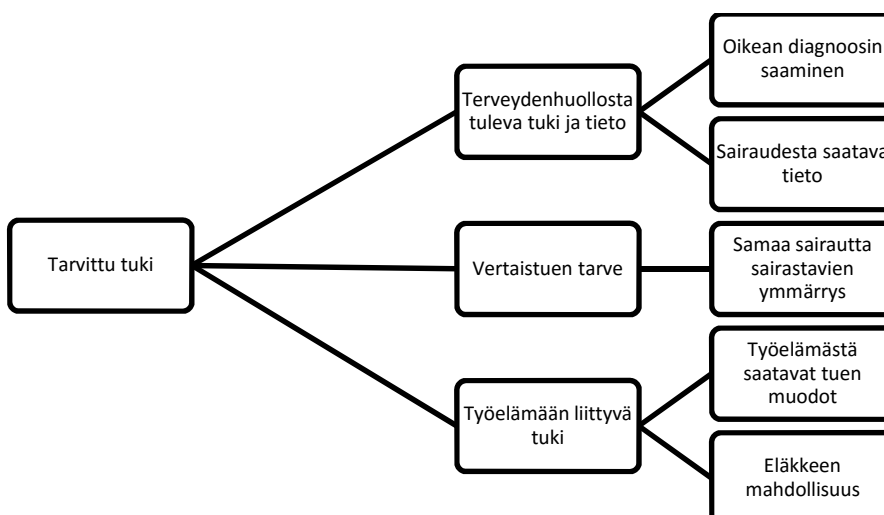 Tarvittu tuki
Terveydenhuollosta
tuleva tuki ja tieto
Oikean diagnoosin
saaminen
Sairaudesta saatava
tieto
Vertaistuen tarve
Samaa sairautta
sairastavien
ymmärrys
Työelämään liittyvä
tuki
Työelämästä
saatavat tuen
muodot
Eläkkeen
mahdollisuus